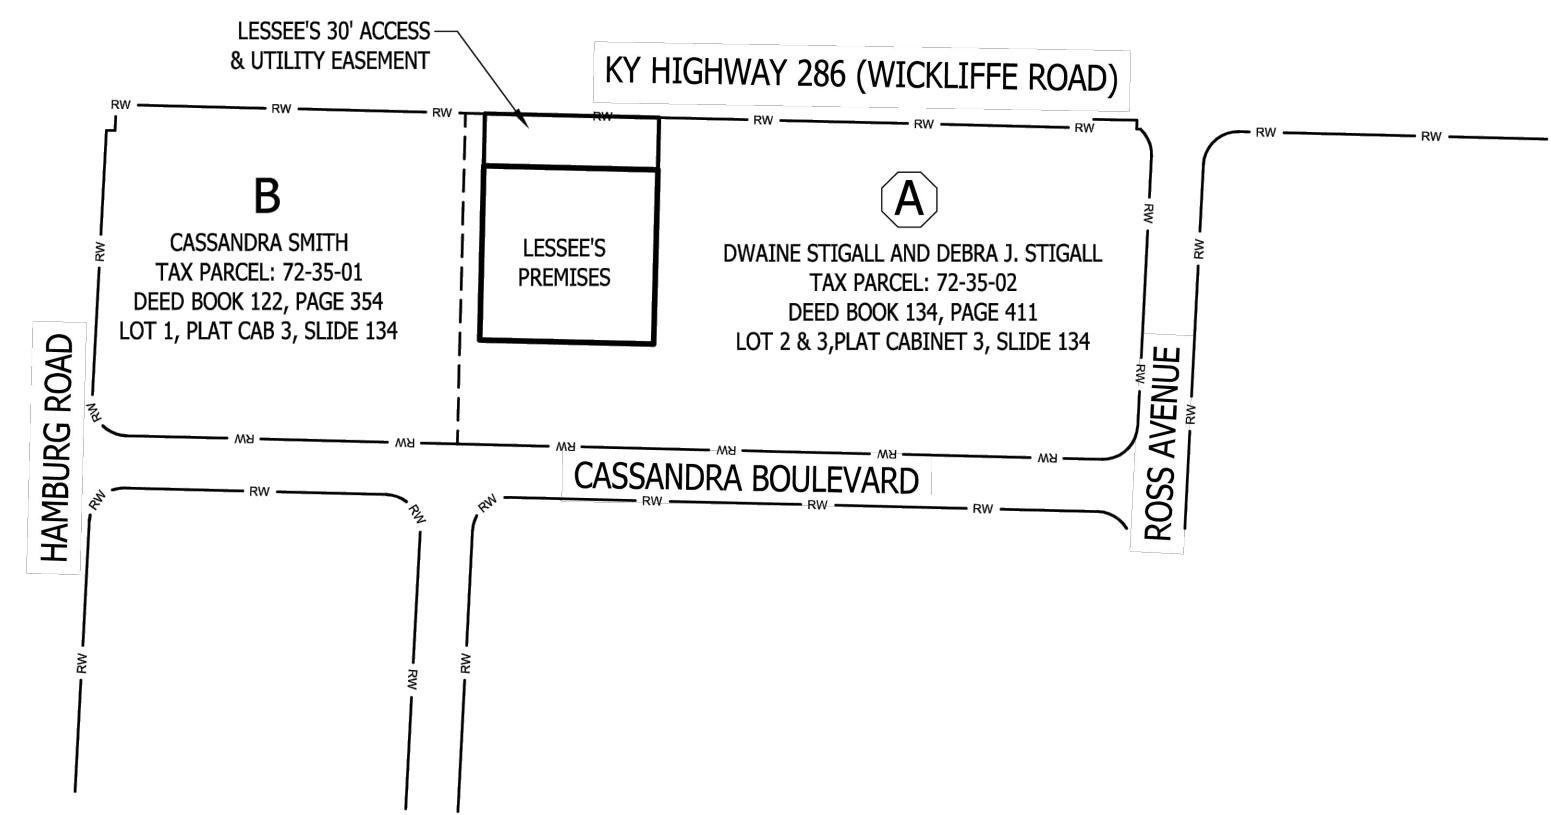 LESSEE'S 30' ACCESS
& UTILITY EASEMENT
KY HIGHWAY 286 (WICKLIFFE ROAD)
RW RW RW RW RW RW RW RW RW
B
CASSANDRA SMITH
TAX PARCEL: 72-35-01
DEED BOOK 122, PAGE 354
LOT 1, PLAT CAB 3, SLIDE 134
LESSEE'S
PREMISES
A
DWAINE STIGALL AND DEBRA J. STIGALL
TAX PARCEL: 72-35-02
DEED BOOK 134, PAGE 411
LOT 2 & 3,PLAT CABINET 3, SLIDE 134
RW
RW
RW
RW
RW
RW
HAMBURG ROAD
ROSS AVENUE
RW RW RW RW RW RW
CASSANDRA BOULEVARD
RW RW RW RW RW RW RW
RW
RW
RW